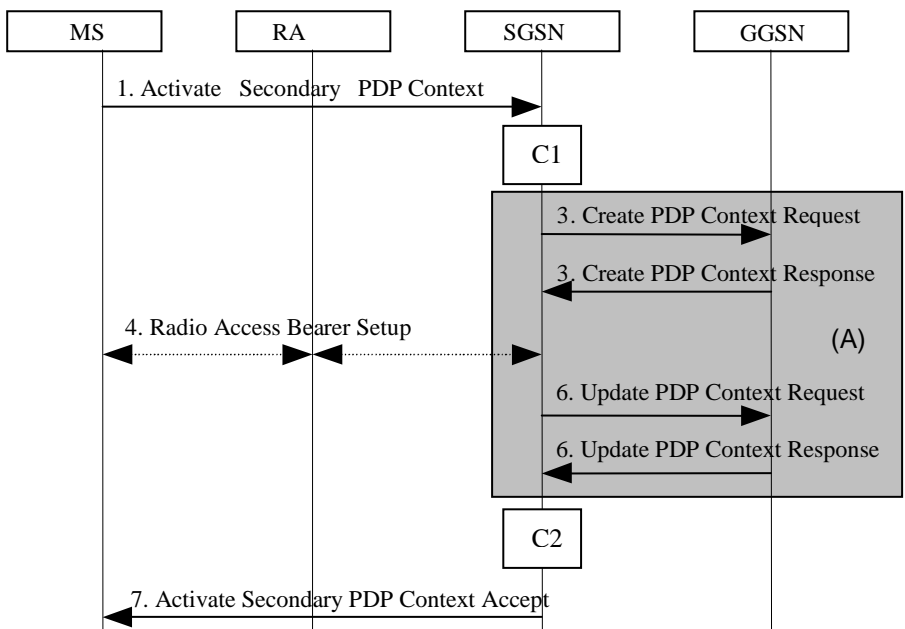 MS RA SGSN GGSN
1. Activate Secondary PDP Context
C1
3. Create PDP Context Request
3. Create PDP Context Response
4. Radio Access Bearer Setup
(A)
6. Update PDP Context Request
6. Update PDP Context Response
C2
7. Activate Secondary PDP Context Accept